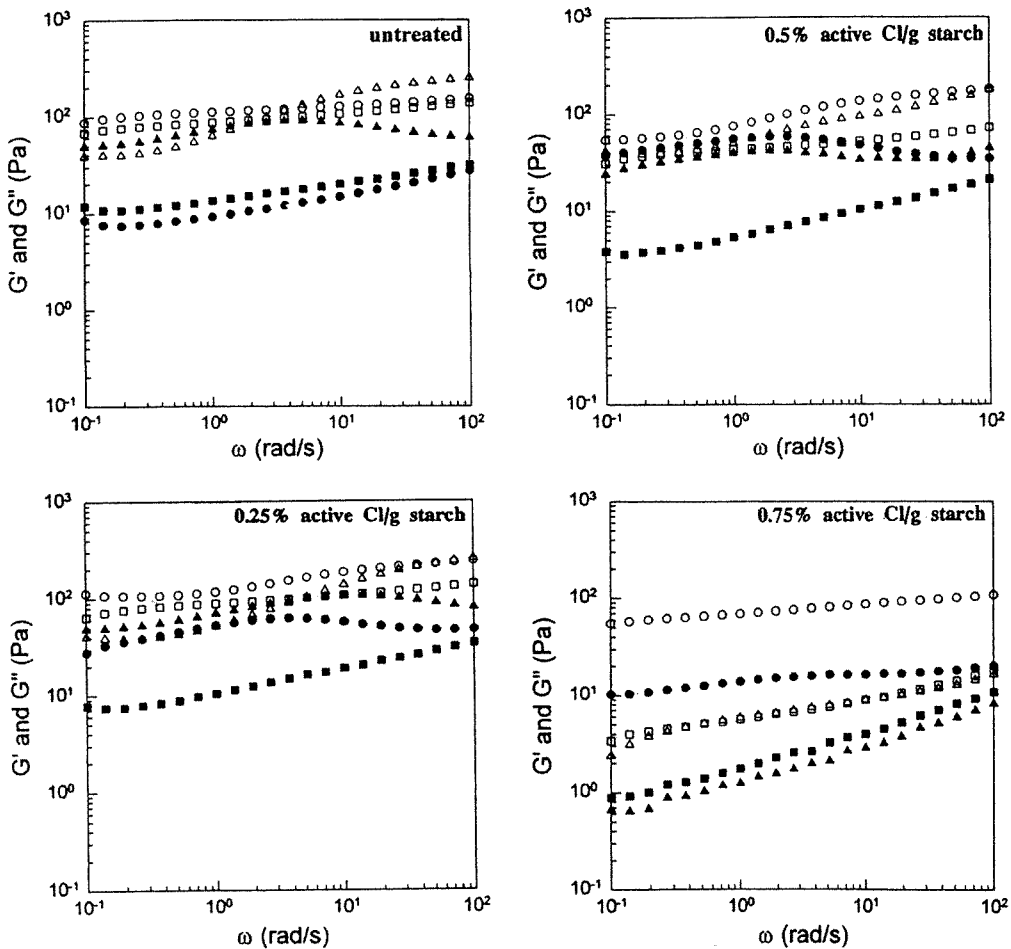 untreated
G' and G" (Pa)
10³
10²
10¹
10⁰
10⁻¹
10⁻¹ 10⁰ 10¹ 10²
ω (rad/s)
0.5% active Cl/g starch
G' and G" (Pa)
10³
10²
10¹
10⁰
10⁻¹
10⁻¹ 10⁰ 10¹ 10²
ω (rad/s)
0.25% active Cl/g starch
G' and G" (Pa)
10³
10²
10¹
10⁰
10⁻¹
10⁻¹ 10⁰ 10¹ 10²
ω (rad/s)
0.75% active Cl/g starch
G' and G" (Pa)
10³
10²
10¹
10⁰
10⁻¹
10⁻¹ 10⁰ 10¹ 10²
ω (rad/s)